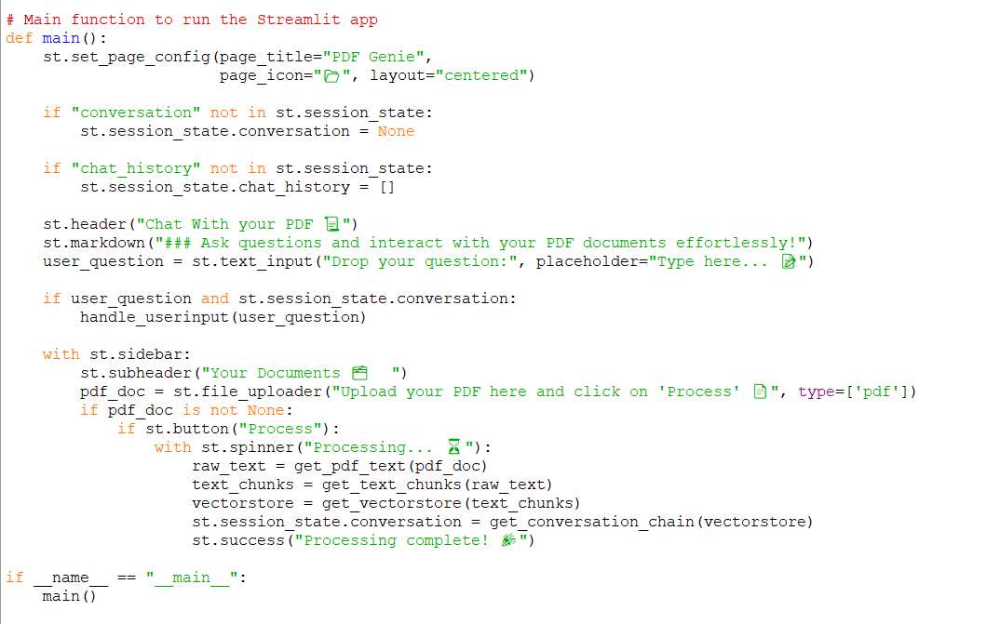 # Main function to run the Streamlit app
def main():
    st.set_page_config(page_title="PDF Genie",
                       page_icon="📂", layout="centered")

    if "conversation" not in st.session_state:
        st.session_state.conversation = None

    if "chat_history" not in st.session_state:
        st.session_state.chat_history = []

    st.header("Chat With your PDF 📜")
    st.markdown("### Ask questions and interact with your PDF documents effortlessly!")
    user_question = st.text_input("Drop your question:", placeholder="Type here... 📝")

    if user_question and st.session_state.conversation:
        handle_userinput(user_question)

    with st.sidebar:
        st.subheader("Your Documents 🗂️  ")
        pdf_doc = st.file_uploader("Upload your PDF here and click on 'Process' 📄", type=['pdf'])
        if pdf_doc is not None:
            if st.button("Process"):
                with st.spinner("Processing... ⏳"):
                    raw_text = get_pdf_text(pdf_doc)
                    text_chunks = get_text_chunks(raw_text)
                    vectorstore = get_vectorstore(text_chunks)
                    st.session_state.conversation = get_conversation_chain(vectorstore)
                    st.success("Processing complete! 🎉")

if __name__ == "__main__":
    main()